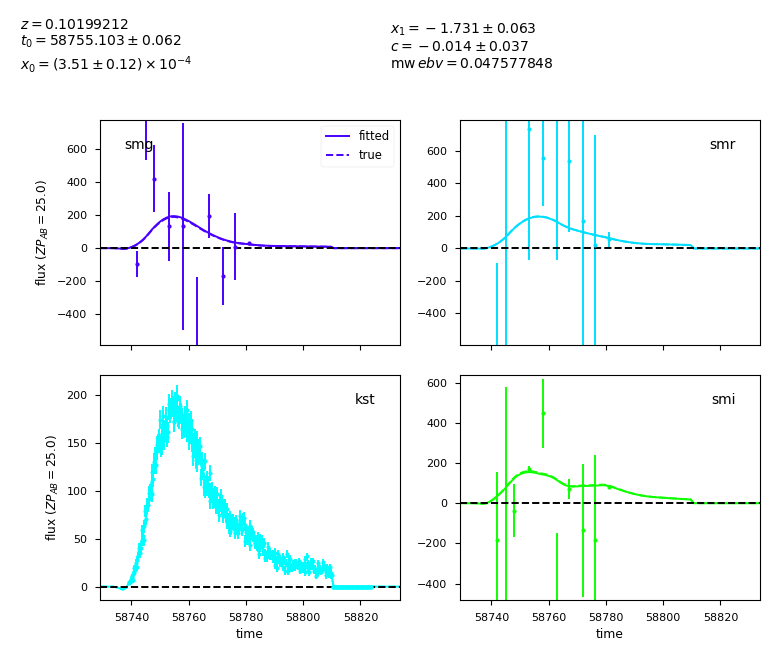 z = 0.10199212
t₀ = 58755.103 ± 0.062
x₀ = (3.51 ± 0.12) × 10⁻⁴
x₁ = −1.731 ± 0.063
c = −0.014 ± 0.037
mw ebv = 0.047577848
smg
fitted
true
600
400
200
0
−200
−400
flux (ZP_AB = 25.0)
smr
600
400
200
0
−200
−400
kst
200
150
100
50
0
flux (ZP_AB = 25.0)
58740 58760 58780 58800 58820
time
smi
600
400
200
0
−200
−400
58740 58760 58780 58800 58820
time